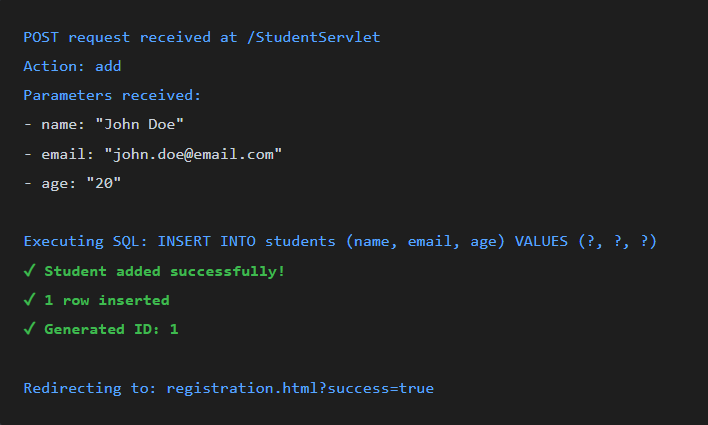 POST request received at /StudentServlet
Action: add
Parameters received:
- name: "John Doe"
- email: "john.doe@email.com"
- age: "20"
Executing SQL: INSERT INTO students (name, email, age) VALUES (?, ?, ?)
✓ Student added successfully!
✓ 1 row inserted
✓ Generated ID: 1
Redirecting to: registration.html?success=true